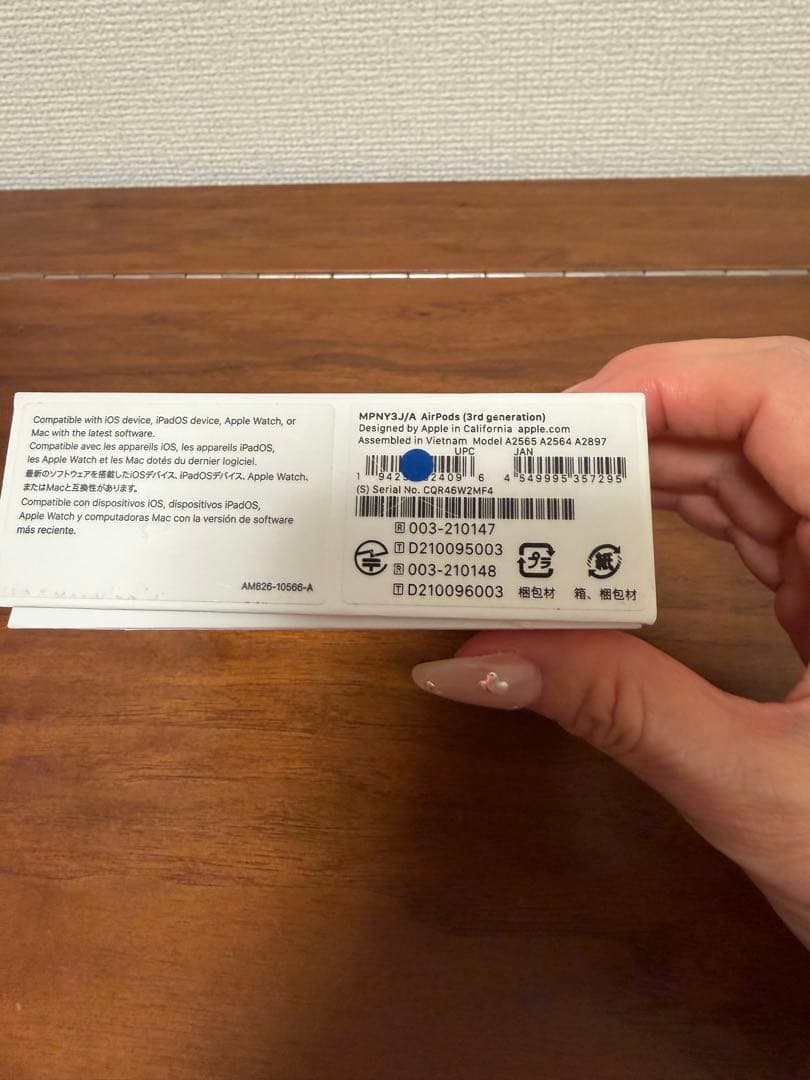 Compatible with iOS device, iPadOS device, Apple Watch, or
Mac with the latest software.
Compatible avec les appareils iOS, les appareils iPadOS,
les Apple Watch et les Mac dotés du dernier logiciel.
最新のソフトウェアを搭載したiOSデバイス、iPadOSデバイス、Apple Watch、
またはMacと互換性があります。
Compatible con dispositivos iOS, dispositivos iPadOS,
Apple Watch y computadoras Mac con la versión de software
más reciente.
AM826-10566-A
MPNY3J/A AirPods (3rd generation)
Designed by Apple in California apple.com
Assembled in Vietnam Model A2565 A2564 A2897
UPC JAN
2409 6 4 549995 357295
(S) Serial No. CQR46W2MF4
R 003-210147
T D210095003
R 003-210148
T D210096003
プラ 紙
梱包材 箱、梱包材